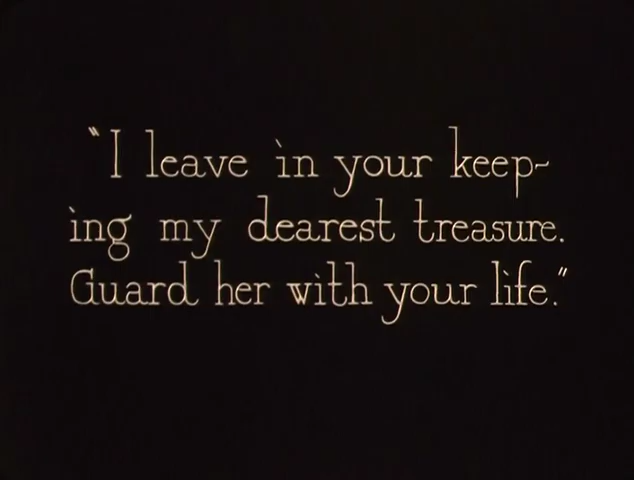 “I leave in your keep-
ing my dearest treasure.
Guard her with your life.”